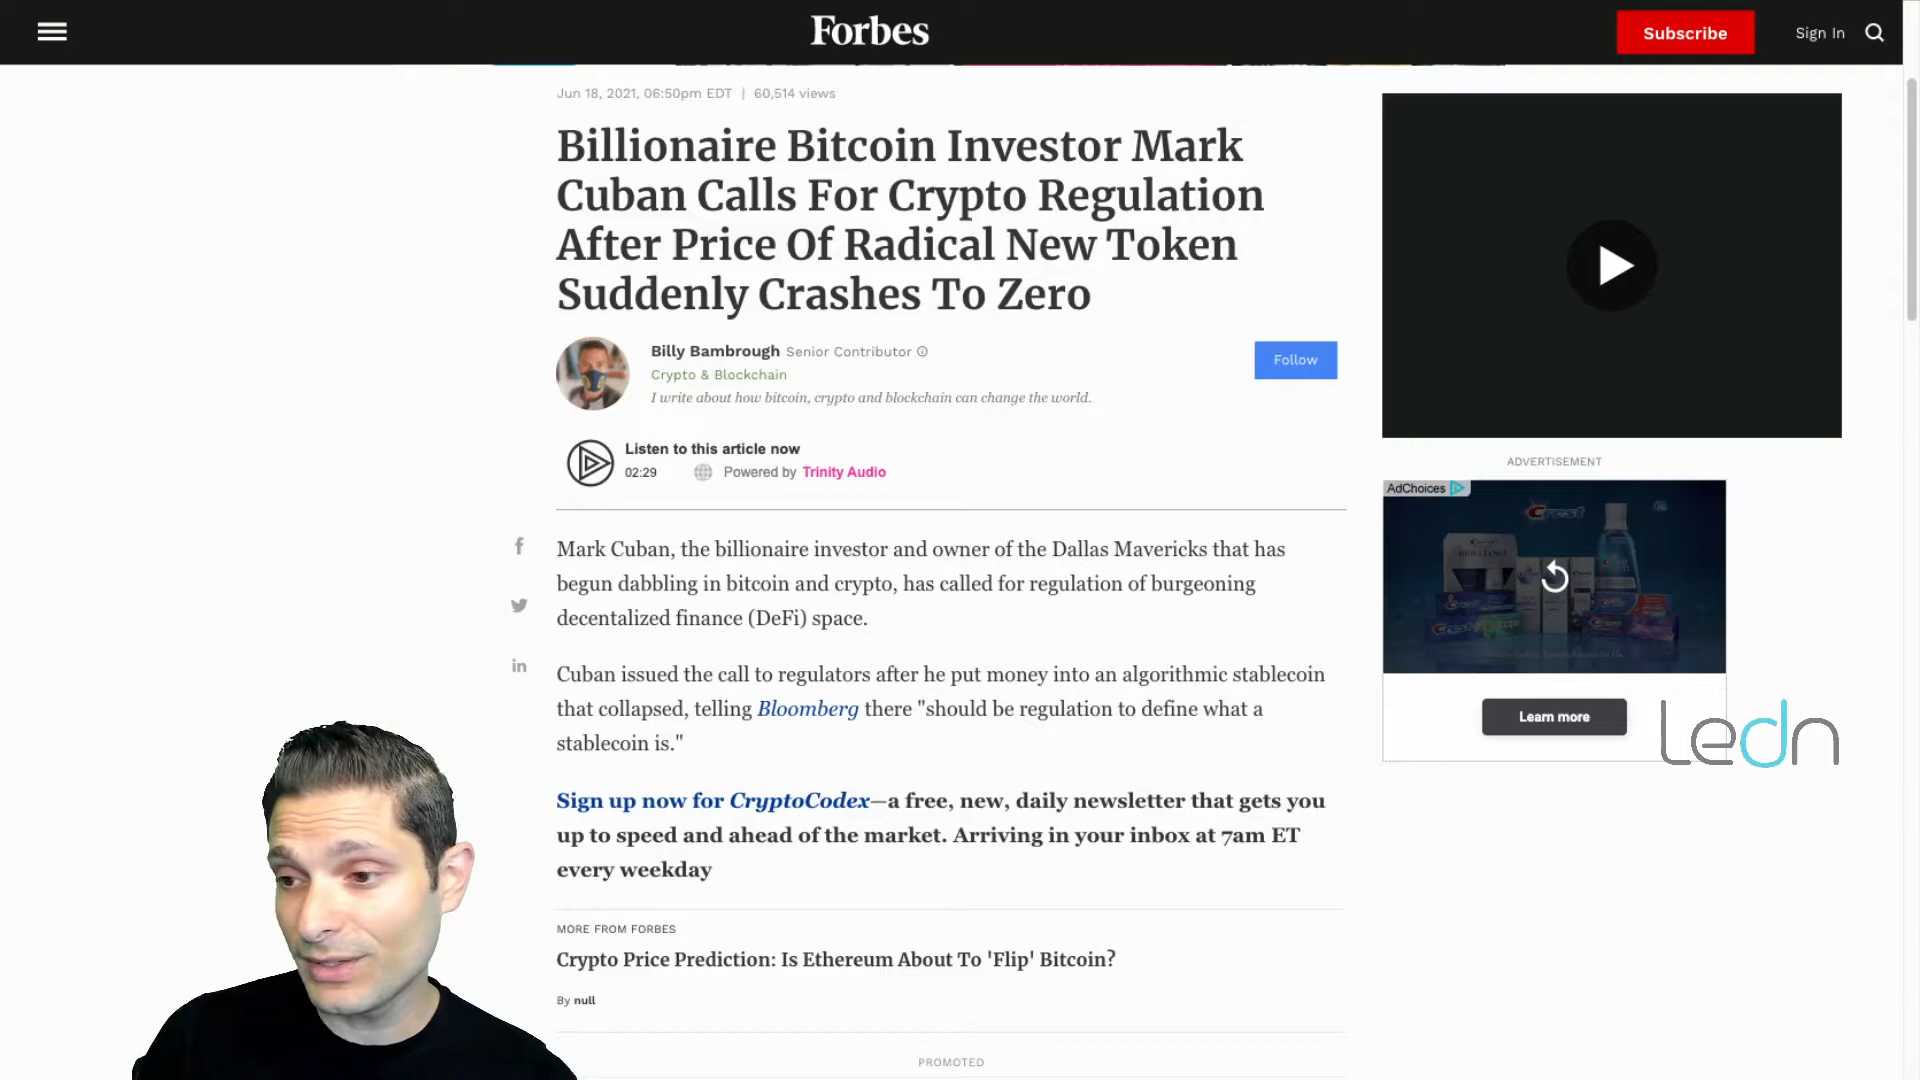 Forbes
Subscribe
Sign In
Jun 18, 2021, 06:50pm EDT | 60,514 views
Billionaire Bitcoin Investor Mark
Cuban Calls For Crypto Regulation
After Price Of Radical New Token
Suddenly Crashes To Zero
Billy Bambrough Senior Contributor
Crypto & Blockchain
I write about how bitcoin, crypto and blockchain can change the world.
Follow
Listen to this article now
02:29 Powered by Trinity Audio
Mark Cuban, the billionaire investor and owner of the Dallas Mavericks that has
begun dabbling in bitcoin and crypto, has called for regulation of burgeoning
decentalized finance (DeFi) space.
Cuban issued the call to regulators after he put money into an algorithmic stablecoin
that collapsed, telling Bloomberg there "should be regulation to define what a
stablecoin is."
Sign up now for CryptoCodex—a free, new, daily newsletter that gets you
up to speed and ahead of the market. Arriving in your inbox at 7am ET
every weekday
MORE FROM FORBES
Crypto Price Prediction: Is Ethereum About To 'Flip' Bitcoin?
By null
PROMOTED
ADVERTISEMENT
AdChoices
Crest
BRILLIANCE
Learn more
ledn